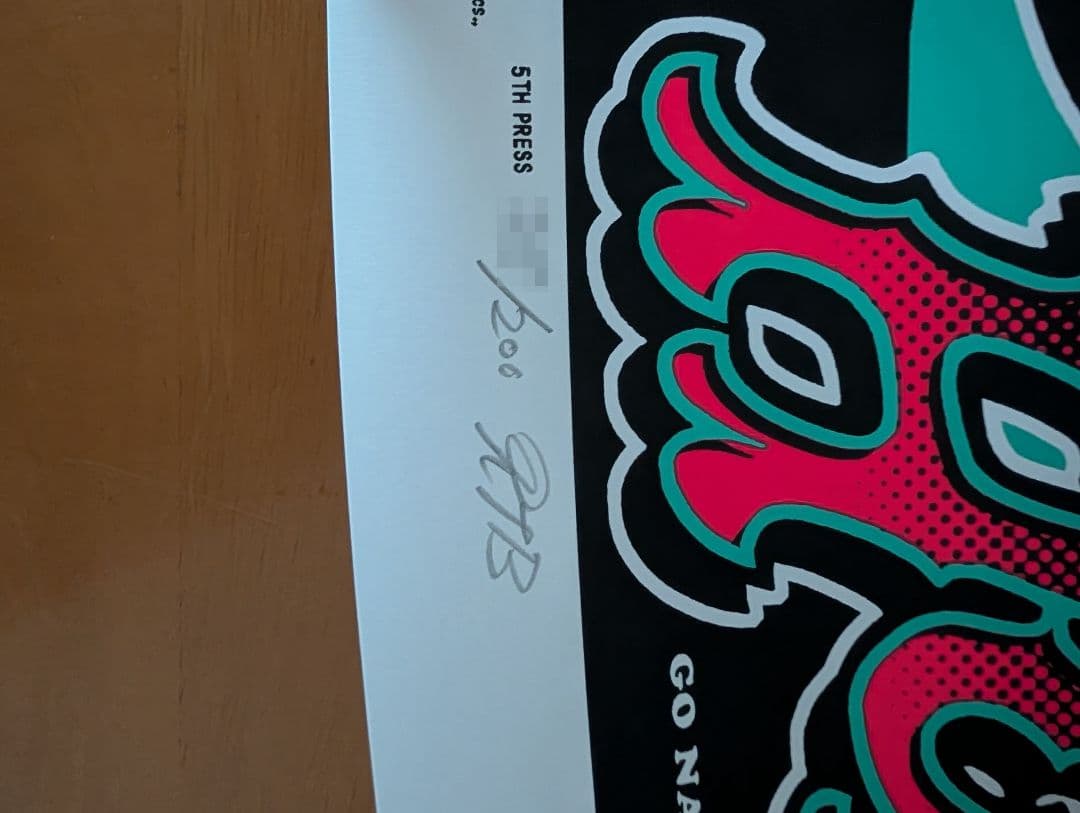 cs.,
5TH PRESS
/200
GO NA